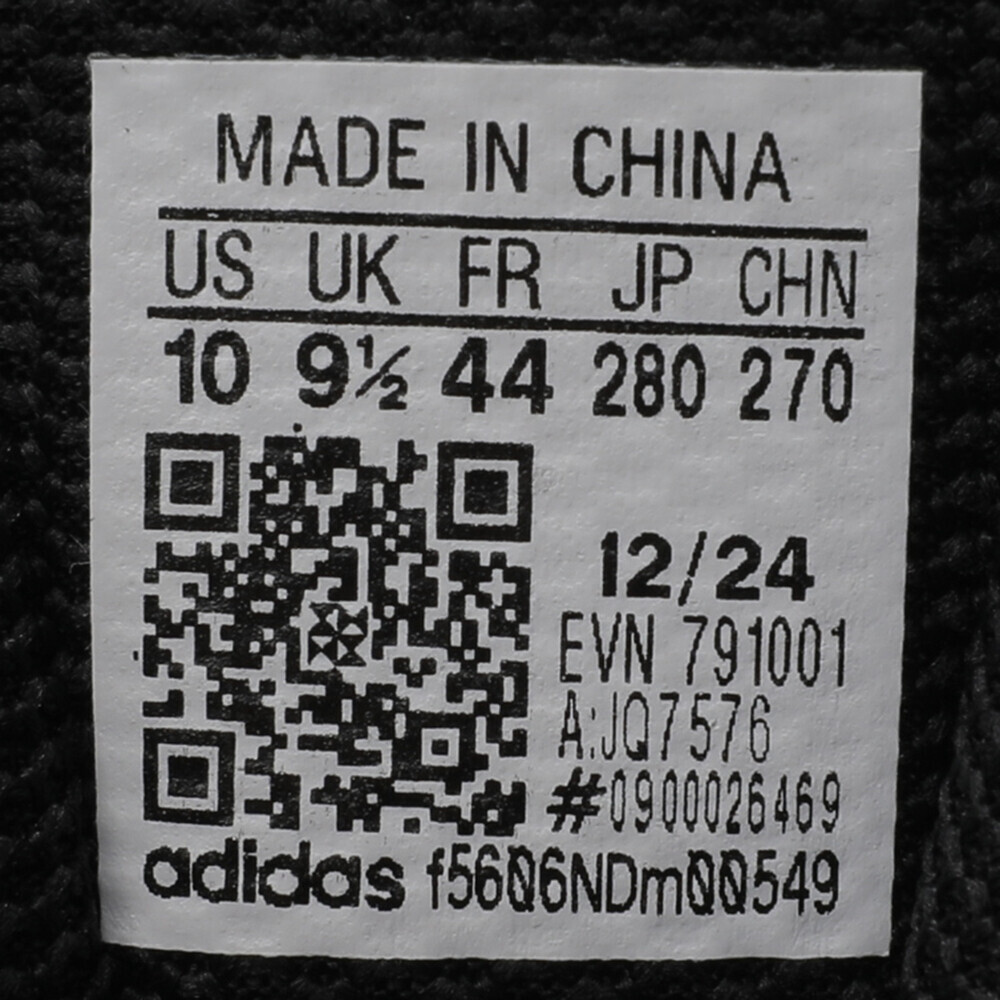 MADE IN CHINA
US UK FR JP CHN
10 9½ 44 280 270
12/24
EVN 791001
A:JQ7576
#0900026469
adidas f5606NDm00549